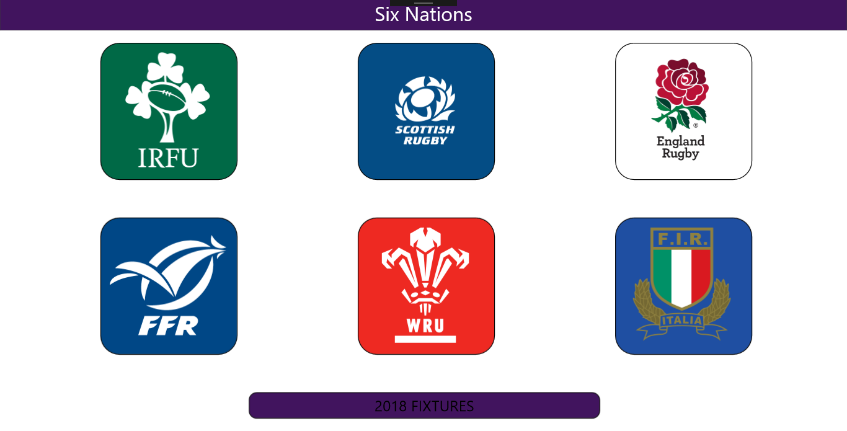 Six Nations
IRFU
SCOTTISH
RUGBY
England
Rugby
FFR
WRU
F.I.R.
ITALIA
2018 FIXTURES